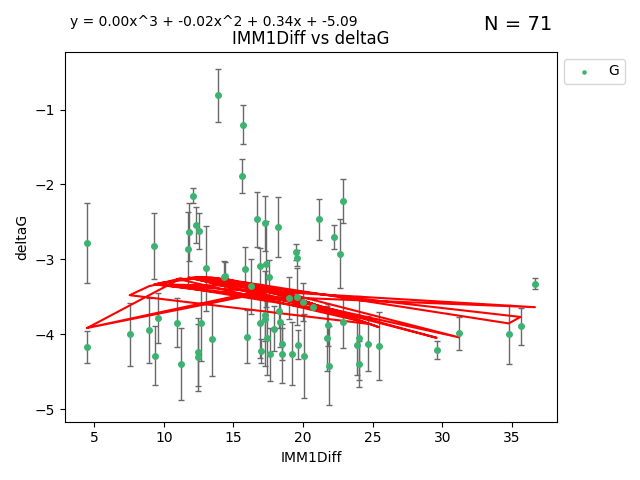 y = 0.00x^3 + -0.02x^2 + 0.34x + -5.09
N = 71
IMM1Diff vs deltaG
G
−1
−2
−3
−4
−5
deltaG
5 10 15 20 25 30 35
IMM1Diff